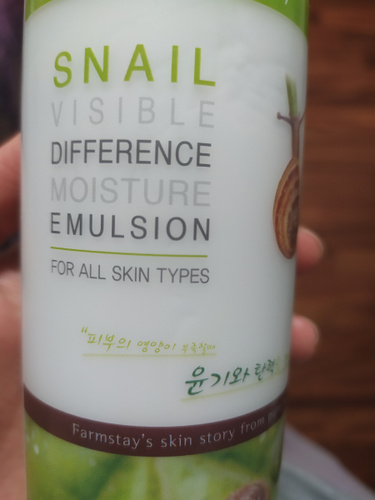 SNAIL
VISIBLE
DIFFERENCE
MOISTURE
EMULSION
FOR ALL SKIN TYPES
"피부의 영양이
윤기와 탄력
Farmstay's skin story from